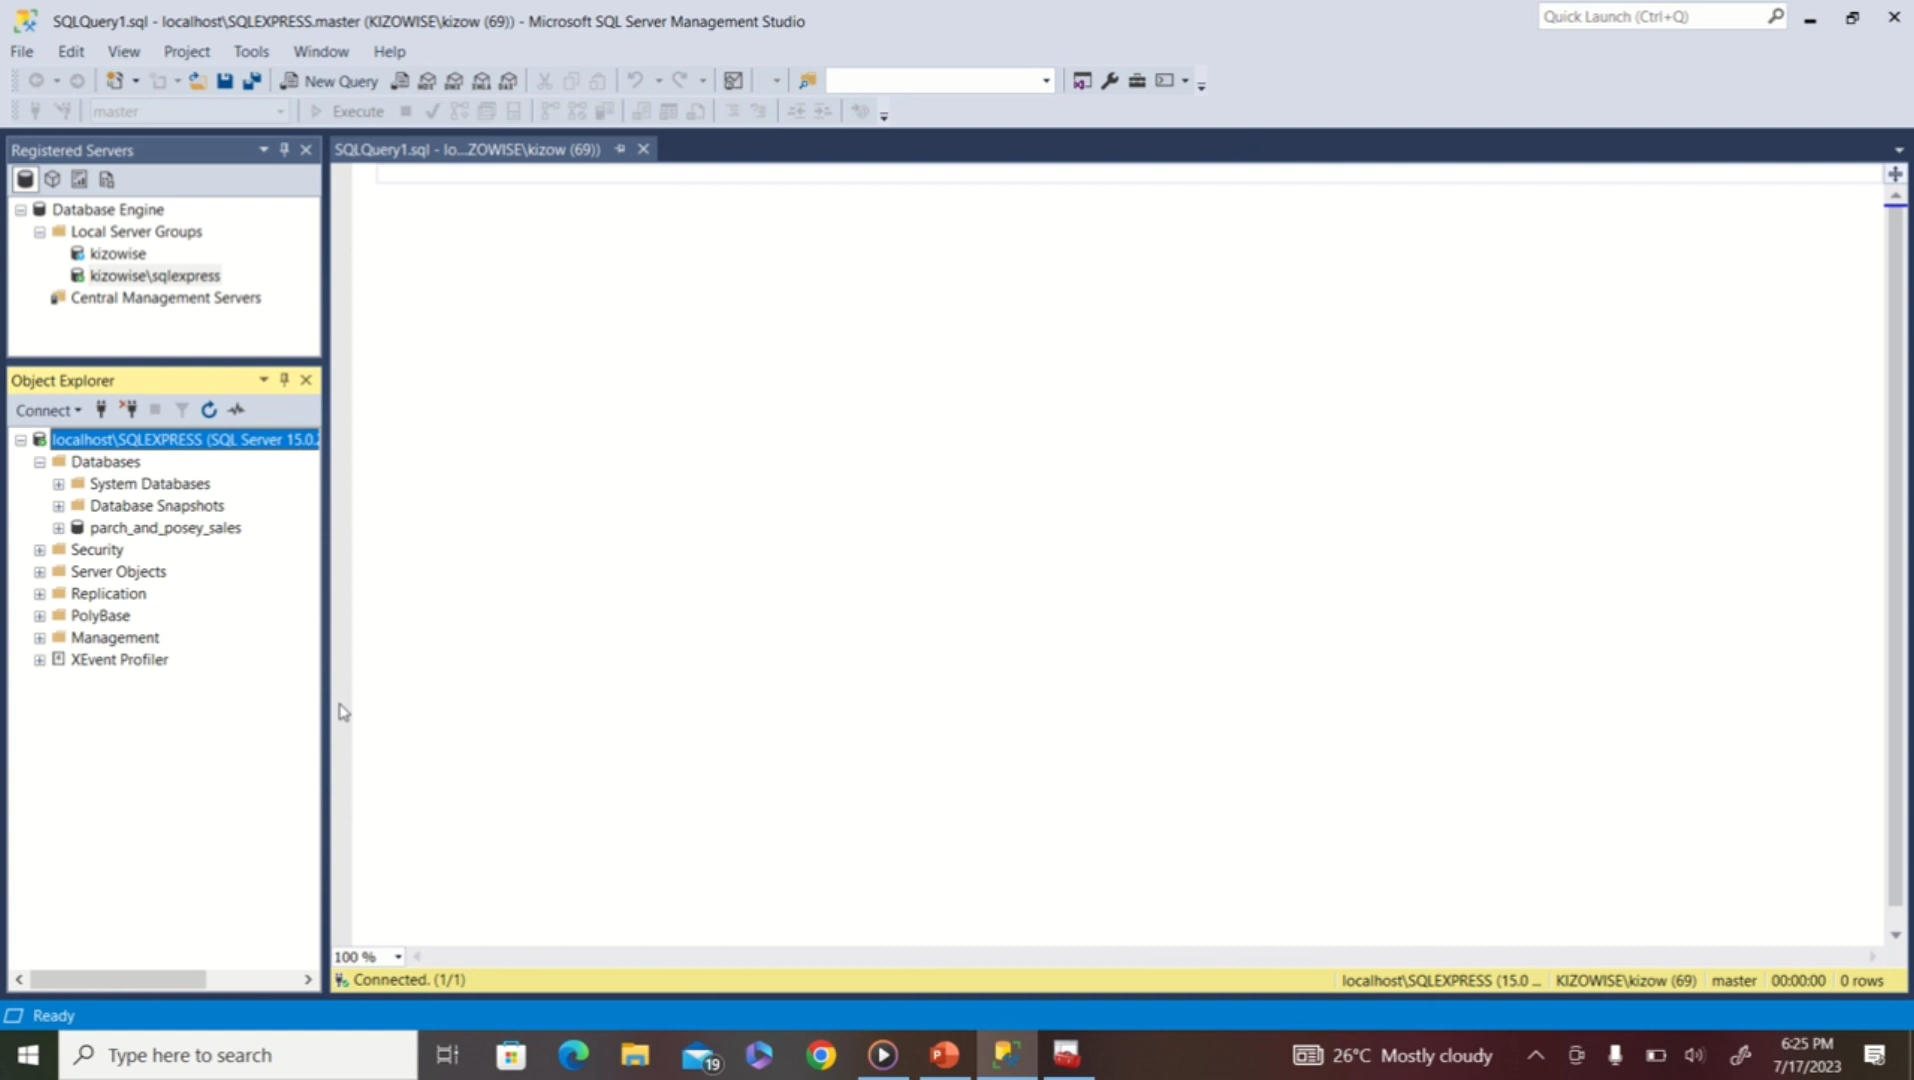 SQLQuery1.sql - localhost\SQLEXPRESS.master (KIZOWISE\kizow (69)) - Microsoft SQL Server Management Studio
Quick Launch (Ctrl+Q)
File Edit View Project Tools Window Help
New Query
master
Execute
Registered Servers
SQLQuery1.sql - lo...ZOWISE\kizow (69))
Database Engine
Local Server Groups
kizowise
kizowise\sqlexpress
Central Management Servers
Object Explorer
Connect
localhost\SQLEXPRESS (SQL Server 15.0.2
Databases
System Databases
Database Snapshots
parch_and_posey_sales
Security
Server Objects
Replication
PolyBase
Management
XEvent Profiler
100 %
Connected. (1/1)
localhost\SQLEXPRESS (15.0 ... KIZOWISE\kizow (69) master 00:00:00 0 rows
Ready
Type here to search
19
26°C Mostly cloudy
6:25 PM
7/17/2023